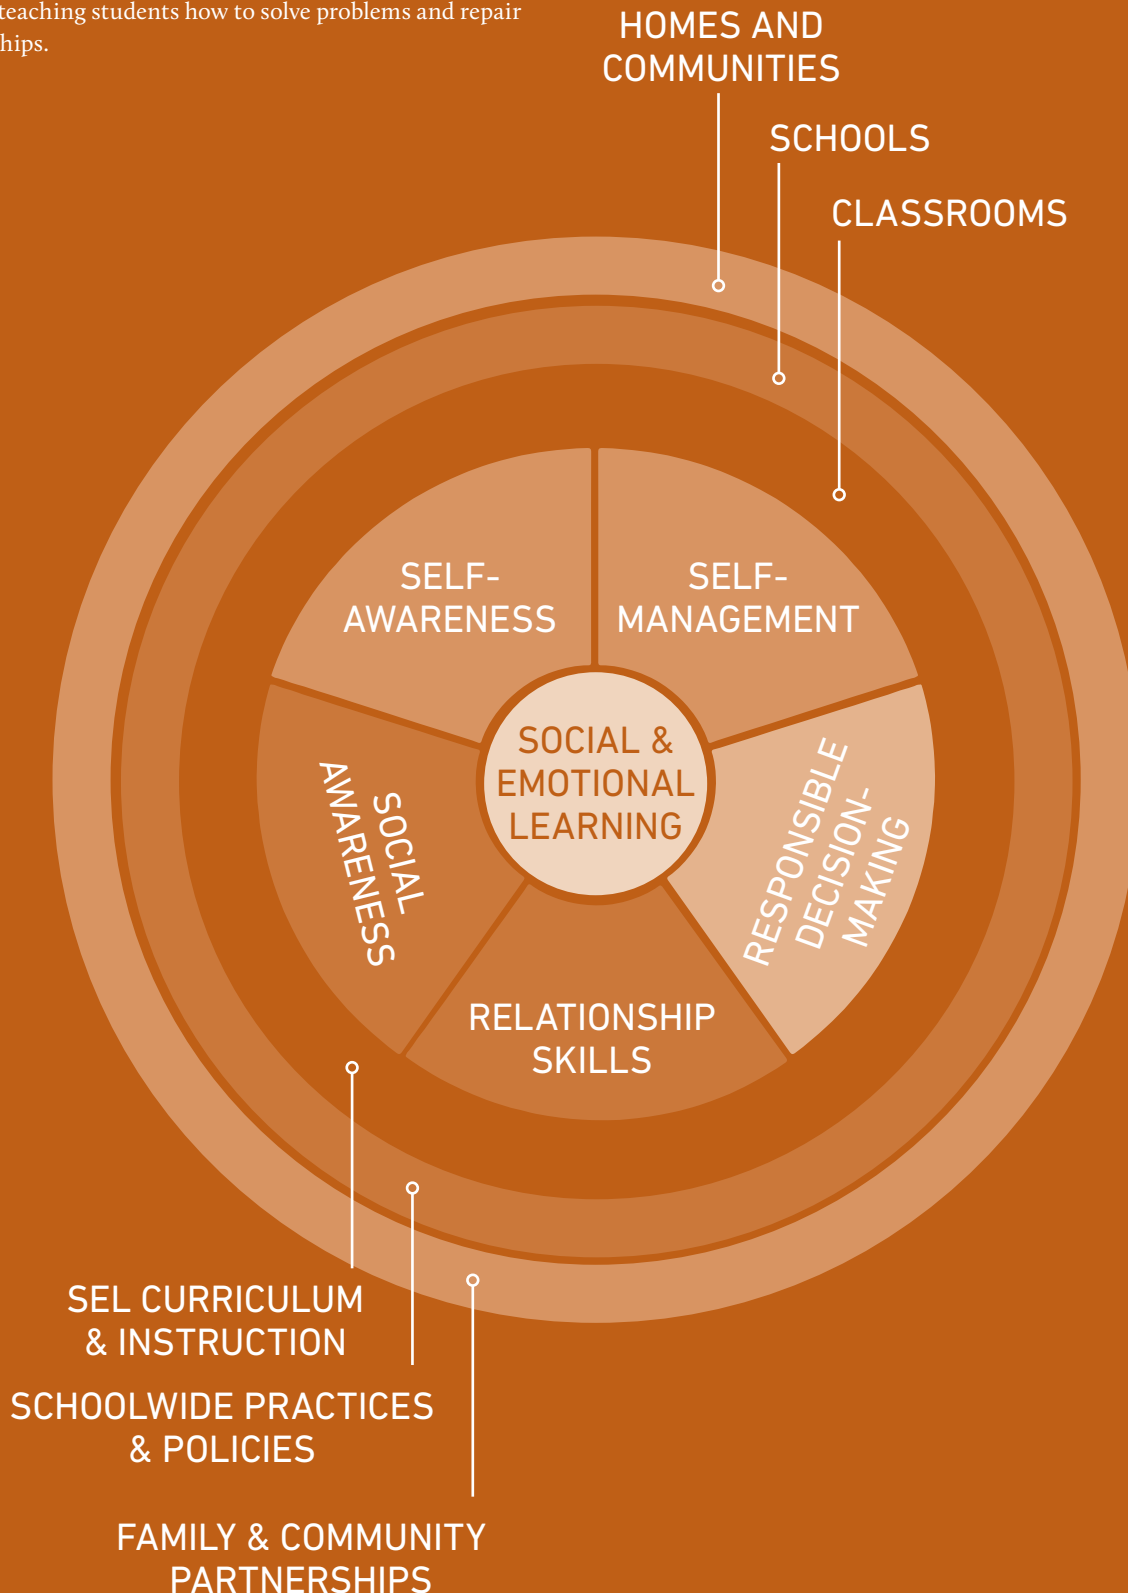 teaching students how to solve problems and repair
hips.
HOMES AND
COMMUNITIES
SCHOOLS
CLASSROOMS
SELF-
AWARENESS
SELF-
MANAGEMENT
SOCIAL &
EMOTIONAL
LEARNING
SOCIAL
AWARENESS
RESPONSIBLE
DECISION-
MAKING
RELATIONSHIP
SKILLS
SEL CURRICULUM
& INSTRUCTION
SCHOOLWIDE PRACTICES
& POLICIES
FAMILY & COMMUNITY
PARTNERSHIPS